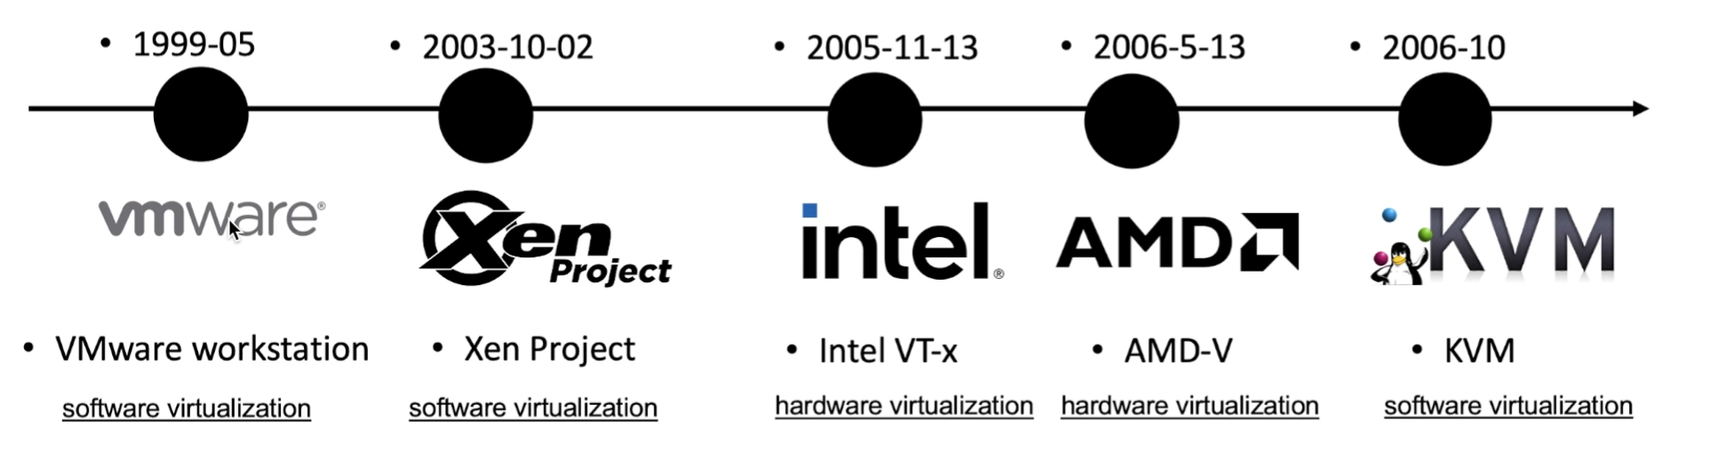 • 1999-05
• 2003-10-02
• 2005-11-13
• 2006-5-13
• 2006-10
vmware®
Xen
Project
intel®
AMD
KVM
• VMware workstation
• Xen Project
• Intel VT-x
• AMD-V
• KVM
software virtualization
software virtualization
hardware virtualization
hardware virtualization
software virtualization